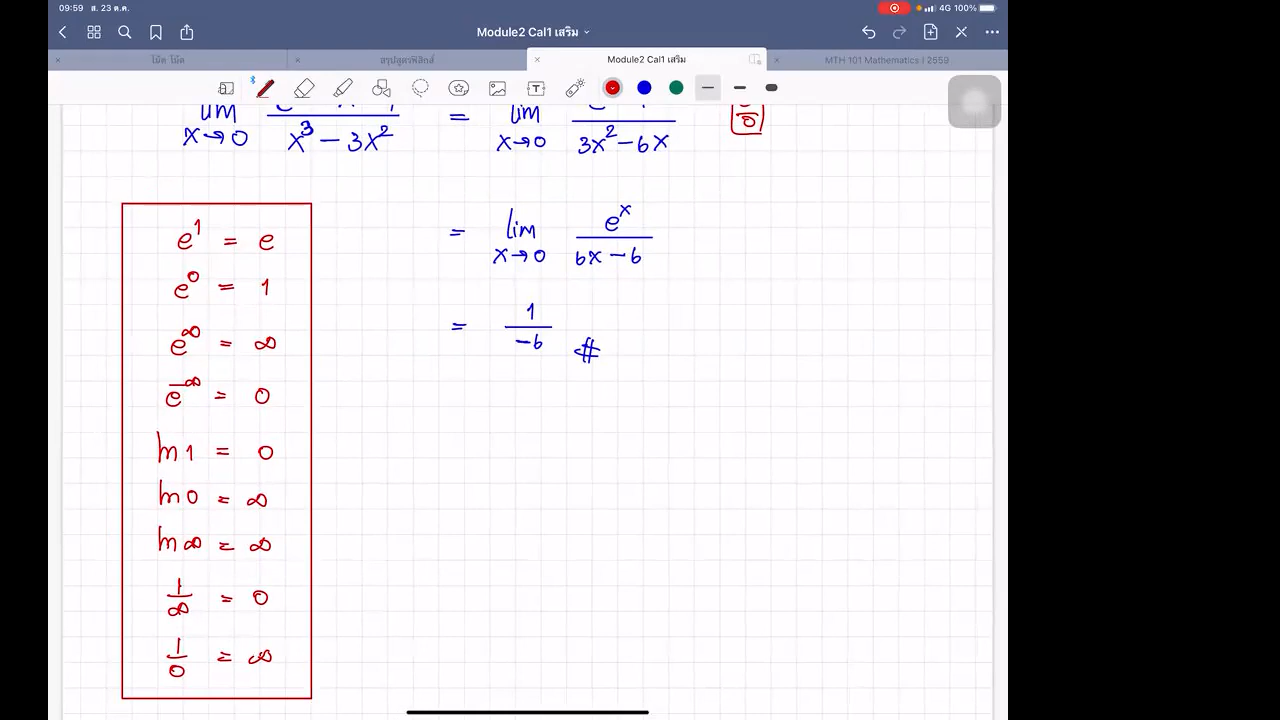 09:59 ส. 23 ต.ค.
4G 100%
Module2 Cal1 เสริม
โน้ต โน้ต
สรุปสูตรฟิสิกส์
Module2 Cal1 เสริม
MTH 101 Mathematics I 2559
lim x→0 x³ − 3x² = lim x→0 3x² − 6x 0
= lim x→0 eˣ / 6x − 6
= 1 / −6 #
e¹ = e
e⁰ = 1
e^∞ = ∞
e^−∞ = 0
ln 1 = 0
ln 0 = ∞
ln ∞ = ∞
1/∞ = 0
1/0 = ∞